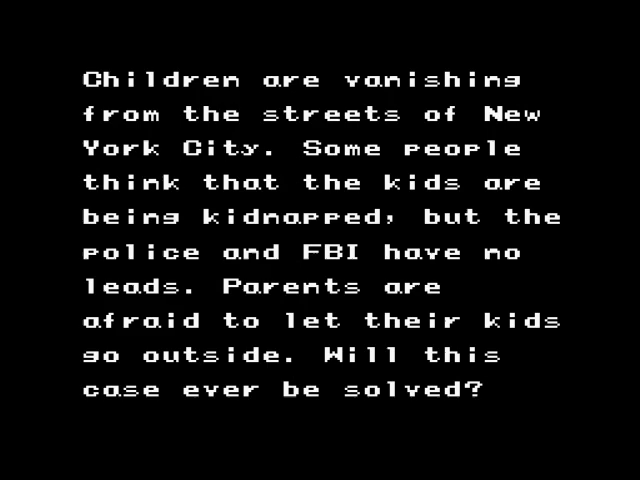 Children are vanishing
from the streets of New
York City. Some people
think that the kids are
being kidnapped, but the
police and FBI have no
leads. Parents are
afraid to let their kids
go outside. Will this
case ever be solved?